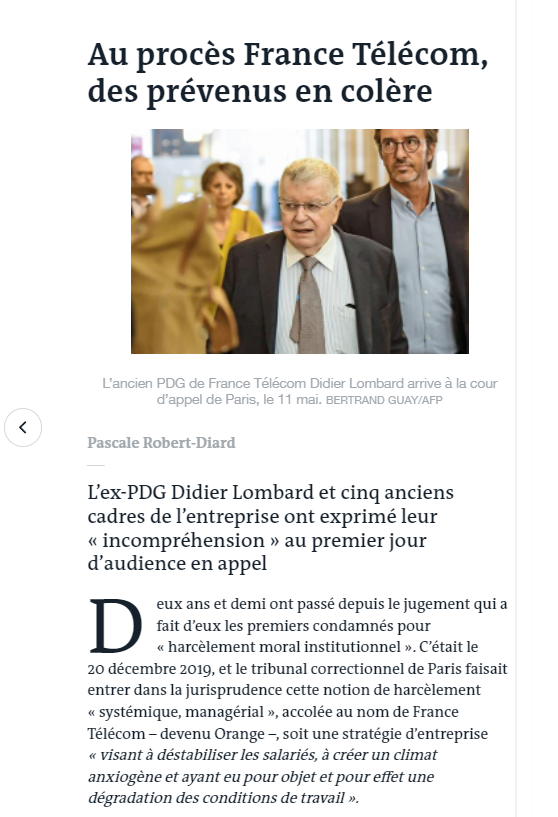 Au procès France Télécom,
des prévenus en colère
L’ancien PDG de France Télécom Didier Lombard arrive à la cour
d’appel de Paris, le 11 mai. BERTRAND GUAY/AFP
Pascale Robert-Diard
L’ex-PDG Didier Lombard et cinq anciens
cadres de l’entreprise ont exprimé leur
« incompréhension » au premier jour
d’audience en appel
Deux ans et demi ont passé depuis le jugement qui a
fait d’eux les premiers condamnés pour
« harcèlement moral institutionnel ». C’était le
20 décembre 2019, et le tribunal correctionnel de Paris faisait
entrer dans la jurisprudence cette notion de harcèlement
« systémique, managérial », accolée au nom de France
Télécom – devenu Orange –, soit une stratégie d’entreprise
« visant à déstabiliser les salariés, à créer un climat
anxiogène et ayant eu pour objet et pour effet une
dégradation des conditions de travail ».